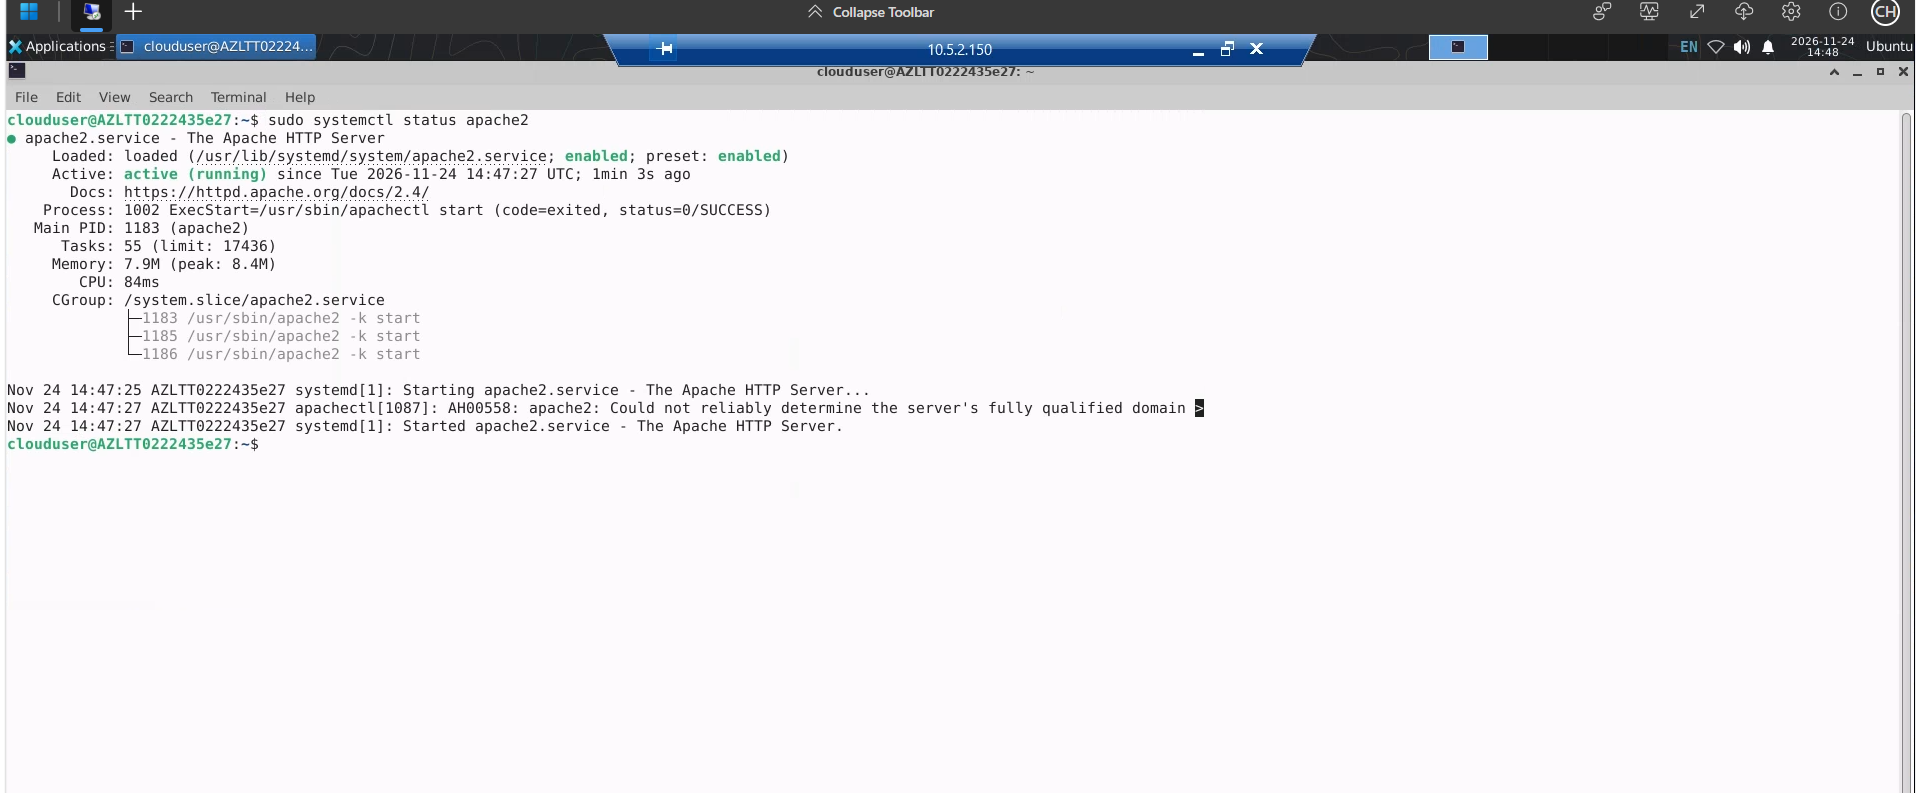 Collapse Toolbar
CH
Applications
clouduser@AZLTT02224...
10.5.2.150
EN
2026-11-24
14:48
Ubuntu
clouduser@AZLTT0222435e27: ~
File Edit View Search Terminal Help
clouduser@AZLTT0222435e27:~$ sudo systemctl status apache2
● apache2.service - The Apache HTTP Server
Loaded: loaded (/usr/lib/systemd/system/apache2.service; enabled; preset: enabled)
Active: active (running) since Tue 2026-11-24 14:47:27 UTC; 1min 3s ago
Docs: https://httpd.apache.org/docs/2.4/
Process: 1002 ExecStart=/usr/sbin/apachectl start (code=exited, status=0/SUCCESS)
Main PID: 1183 (apache2)
Tasks: 55 (limit: 17436)
Memory: 7.9M (peak: 8.4M)
CPU: 84ms
CGroup: /system.slice/apache2.service
├─1183 /usr/sbin/apache2 -k start
├─1185 /usr/sbin/apache2 -k start
└─1186 /usr/sbin/apache2 -k start
Nov 24 14:47:25 AZLTT0222435e27 systemd[1]: Starting apache2.service - The Apache HTTP Server...
Nov 24 14:47:27 AZLTT0222435e27 apachectl[1087]: AH00558: apache2: Could not reliably determine the server's fully qualified domain >
Nov 24 14:47:27 AZLTT0222435e27 systemd[1]: Started apache2.service - The Apache HTTP Server.
clouduser@AZLTT0222435e27:~$